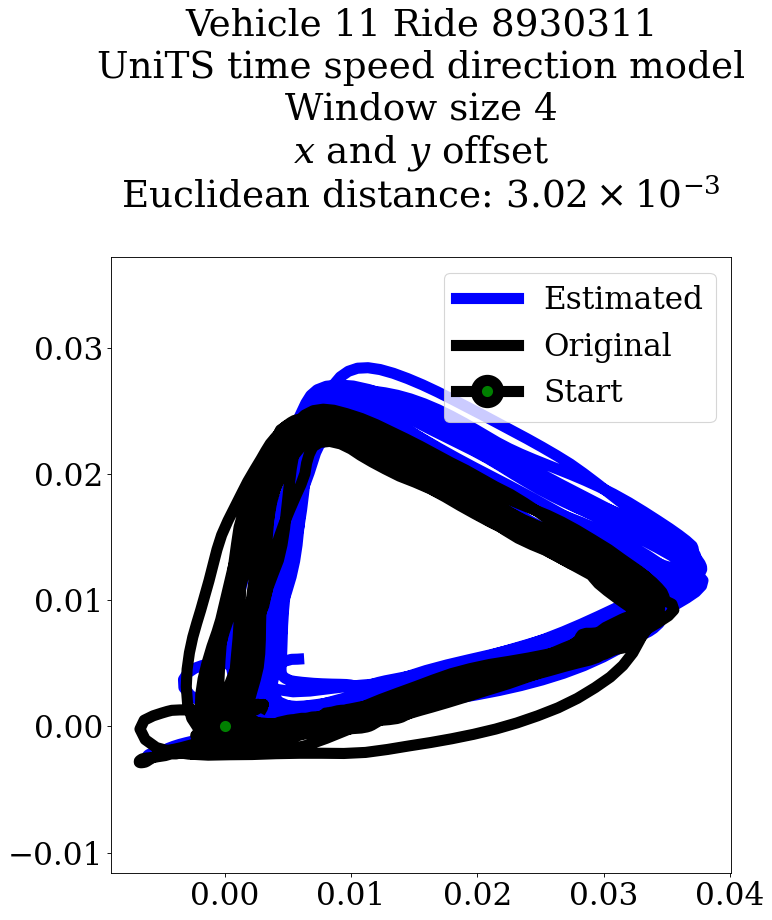 Vehicle 11 Ride 8930311
UniTS time speed direction model
Window size 4
x and y offset
Euclidean distance: 3.02 × 10⁻³
Estimated
Original
Start
0.03
0.02
0.01
0.00
−0.01
0.00 0.01 0.02 0.03 0.04